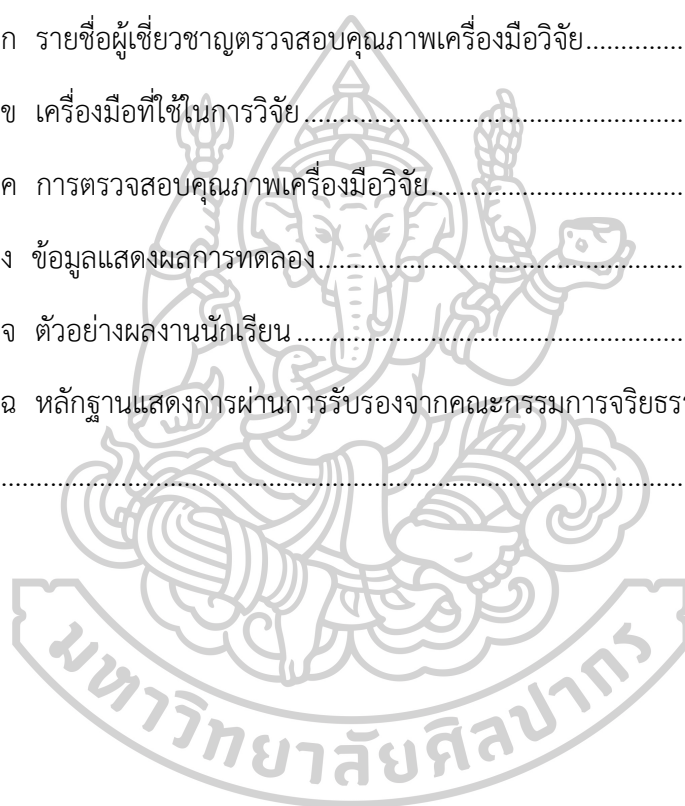 ก รายชื่อผู้เชี่ยวชาญตรวจสอบคุณภาพเครื่องมือวิจัย..............
ข เครื่องมือที่ใช้ในการวิจัย.......................................................
ค การตรวจสอบคุณภาพเครื่องมือวิจัย....................................
ง ข้อมูลแสดงผลการทดลอง....................................................
จ ตัวอย่างผลงานนักเรียน........................................................
ฉ หลักฐานแสดงการผ่านการรับรองจากคณะกรรมการจริยธร
..................................................................................................
มหาวิทยาลัยศิลปากร